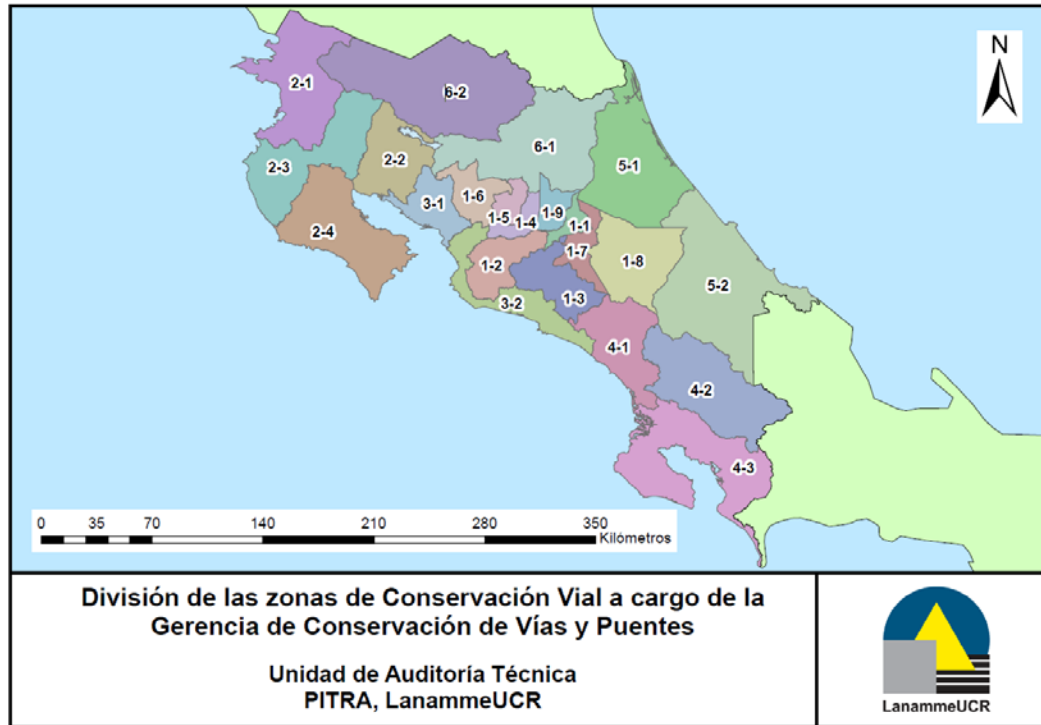 N
2-1
6-2
6-1
5-1
2-3
2-2
3-1
1-6
1-5
1-4
1-9
1-1
2-4
1-7
1-8
1-2
5-2
1-3
3-2
4-1
4-2
4-3
0 35 70 140 210 280 350
Kilómetros
División de las zonas de Conservación Vial a cargo de la
Gerencia de Conservación de Vías y Puentes
Unidad de Auditoría Técnica
PITRA, LanammeUCR
LanammeUCR